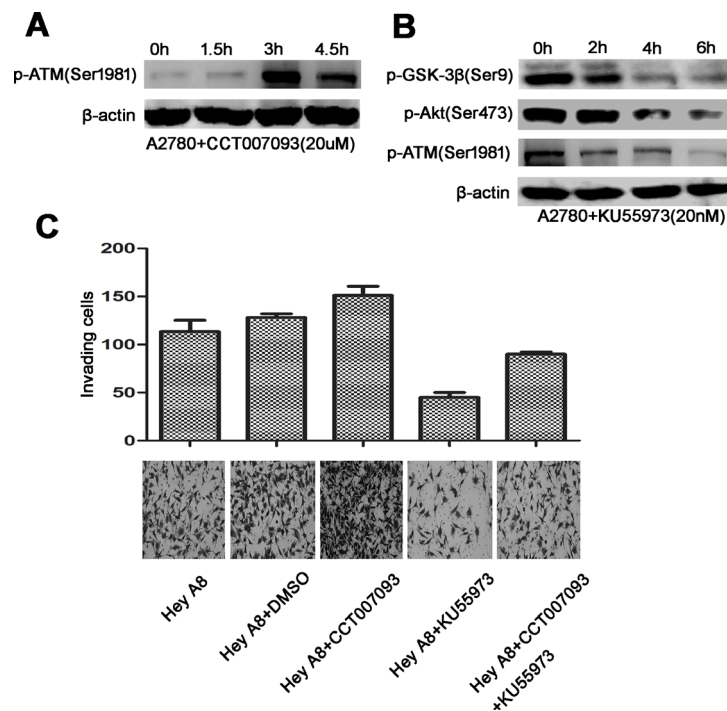 A
0h 1.5h 3h 4.5h
p-ATM(Ser1981)
β-actin
A2780+CCT007093(20uM)
B
0h 2h 4h 6h
p-GSK-3β(Ser9)
p-Akt(Ser473)
p-ATM(Ser1981)
β-actin
A2780+KU55973(20nM)
C
Invading cells
200
150
100
50
0
Hey A8
Hey A8+DMSO
Hey A8+CCT007093
Hey A8+KU55973
Hey A8+CCT007093
+KU55973